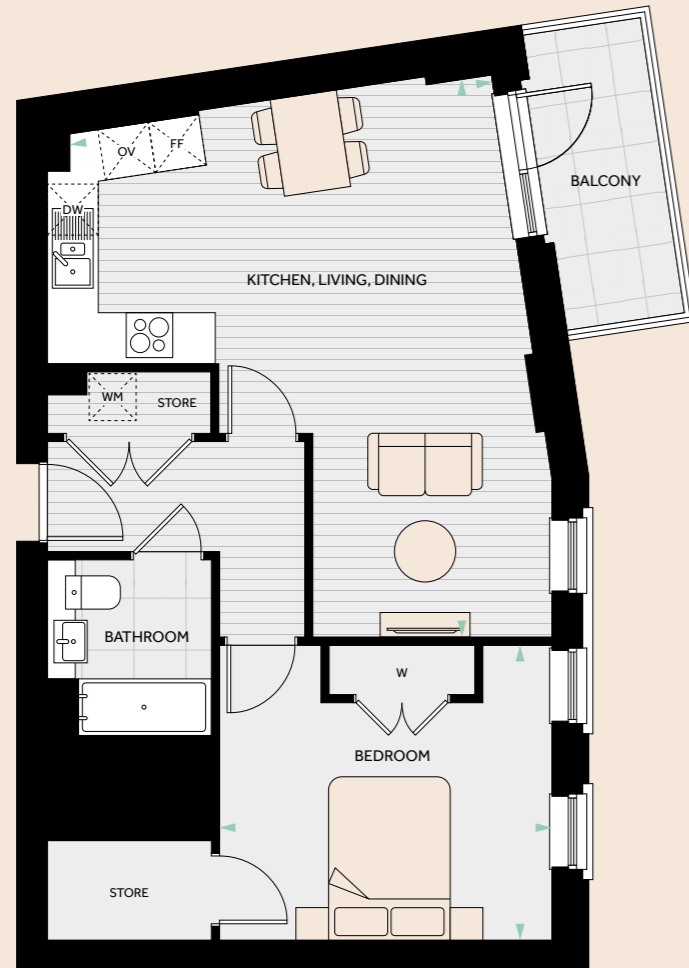 OV
FF
BALCONY
DW
KITCHEN, LIVING, DINING
WM
STORE
BATHROOM
W
BEDROOM
STORE